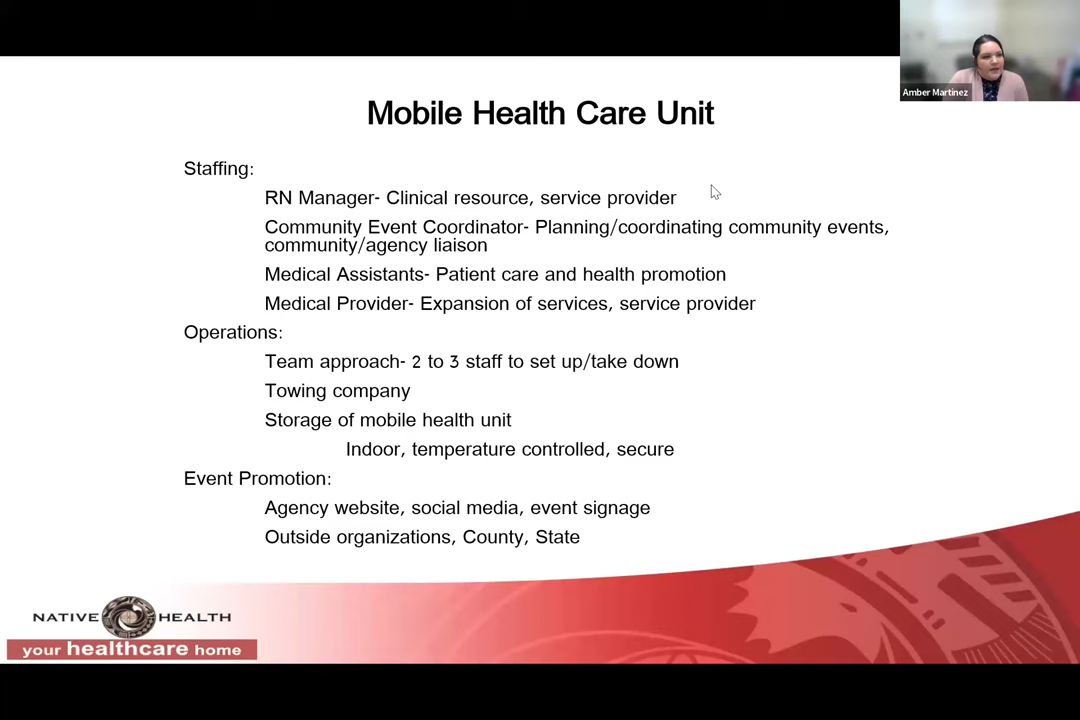 Amber Martinez
Mobile Health Care Unit
Staffing:
RN Manager- Clinical resource, service provider
Community Event Coordinator- Planning/coordinating community events,
community/agency liaison
Medical Assistants- Patient care and health promotion
Medical Provider- Expansion of services, service provider
Operations:
Team approach- 2 to 3 staff to set up/take down
Towing company
Storage of mobile health unit
Indoor, temperature controlled, secure
Event Promotion:
Agency website, social media, event signage
Outside organizations, County, State
NATIVE HEALTH
your healthcare home